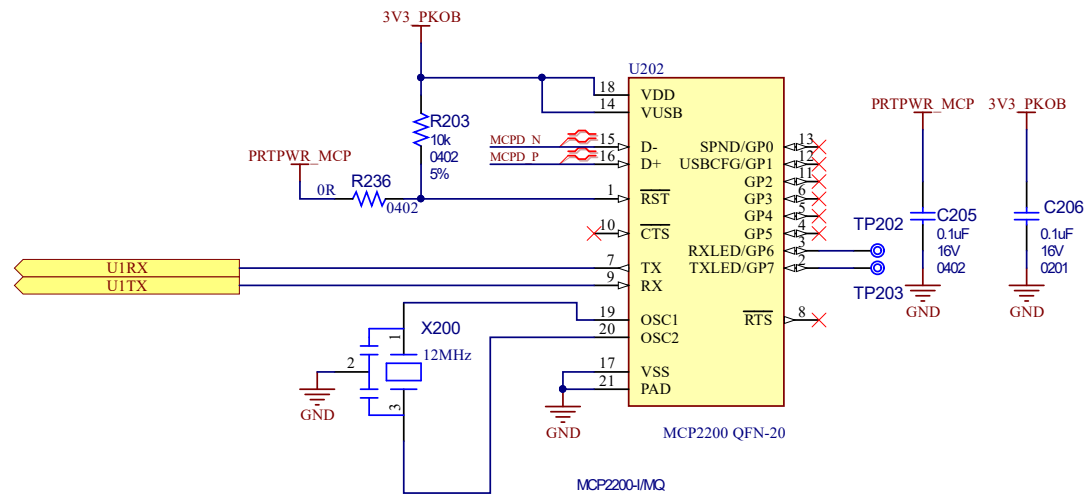 3V3_PKOB
U202
18 VDD
14 VUSB
R203
10k
0402
5%
PRTPWR_MCP
R236
0R
0402
MCPD_N
15 D-
MCPD_P
16 D+
1 RST
10 CTS
U1RX
7 TX
U1TX
9 RX
19 OSC1
20 OSC2
X200
12MHz
1
2
3
GND
17 VSS
21 PAD
GND
SPND/GP0 13
USBCFG/GP1 12
GP2 11
GP3 6
GP4 5
GP5 4
RXLED/GP6 3
TXLED/GP7 2
RTS 8
TP202
TP203
MCP2200 QFN-20
MCP2200-I/MQ
PRTPWR_MCP
C205
0.1uF
16V
0402
GND
3V3_PKOB
C206
0.1uF
16V
0201
GND